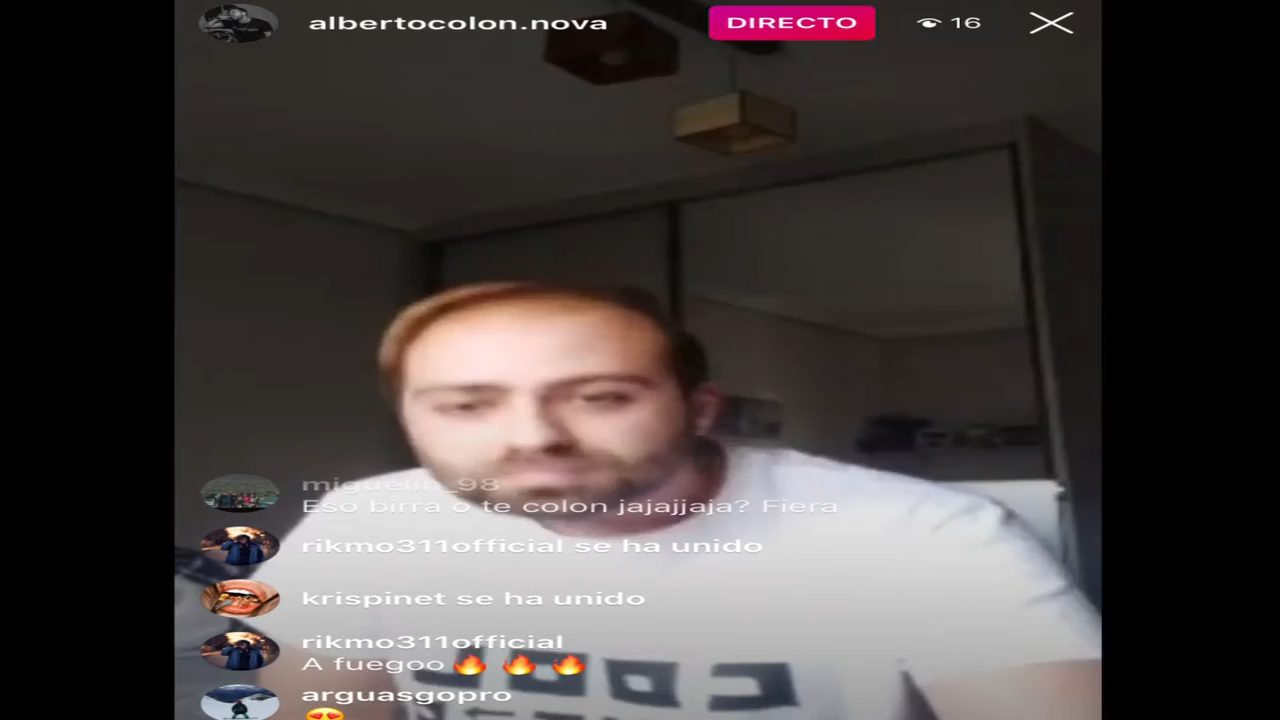 albertocolon.nova
DIRECTO
16
miguelin_98
Eso birra o te colon jajajjaja? Fiera
rikmo311official se ha unido
krispinet se ha unido
rikmo311official
A fuegoo🔥 🔥 🔥
arguasgopro
😍